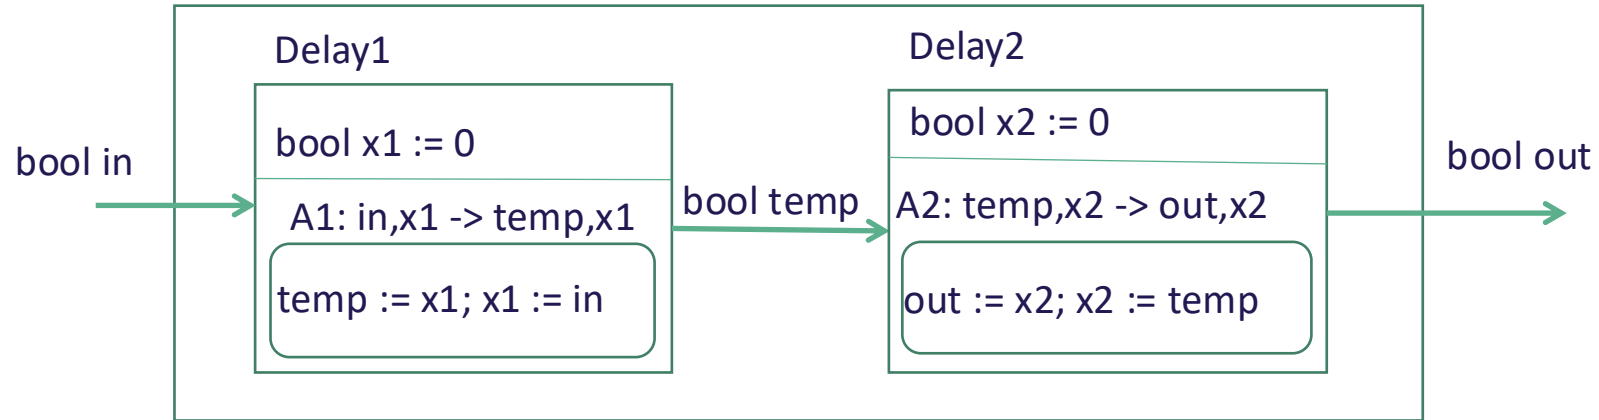 Delay1
Delay2
bool in
bool x1 := 0
bool x2 := 0
bool out
A1: in,x1 -> temp,x1
bool temp
A2: temp,x2 -> out,x2
temp := x1; x1 := in
out := x2; x2 := temp